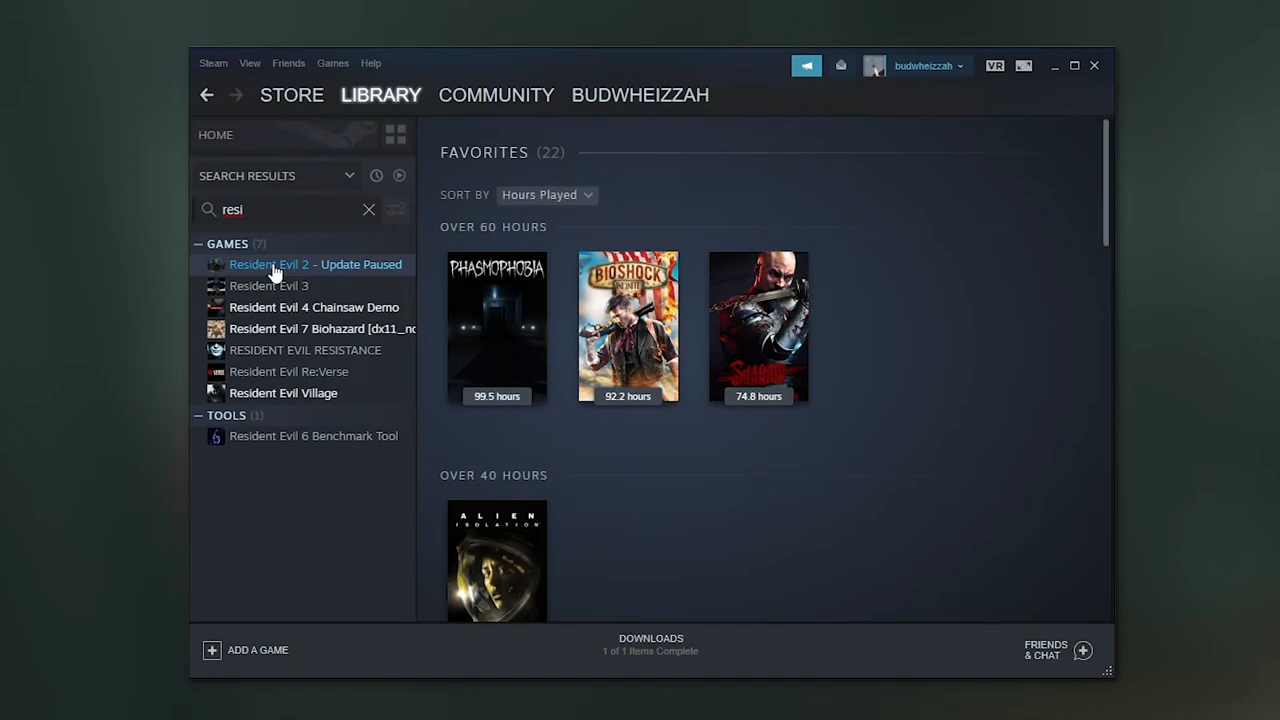 Steam View Friends Games Help
budwheizzah
VR
STORE LIBRARY COMMUNITY BUDWHEIZZAH
HOME
SEARCH RESULTS
resi
GAMES (7)
Resident Evil 2 - Update Paused
Resident Evil 3
Resident Evil 4 Chainsaw Demo
Resident Evil 7 Biohazard [dx11_no
RESIDENT EVIL RESISTANCE
Resident Evil Re:Verse
Resident Evil Village
TOOLS (1)
Resident Evil 6 Benchmark Tool
FAVORITES (22)
SORT BY Hours Played
OVER 60 HOURS
PHASMOPHOBIA
99.5 hours
BIOSHOCK
INFINITE
92.2 hours
SHADOW
WARRIOR
74.8 hours
OVER 40 HOURS
ALIEN
ISOLATION
ADD A GAME
DOWNLOADS
1 of 1 Items Complete
FRIENDS
& CHAT